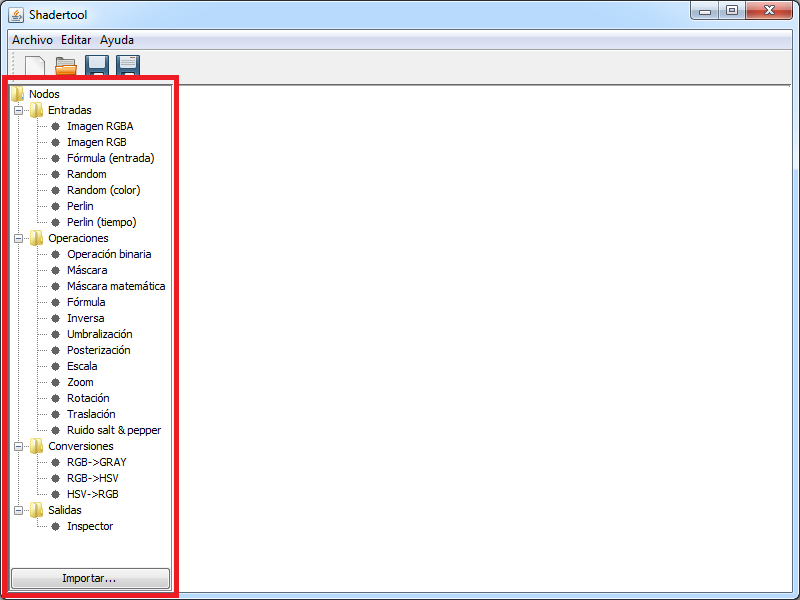 Shadertool
Archivo Editar Ayuda
Nodos
Entradas
Imagen RGBA
Imagen RGB
Fórmula (entrada)
Random
Random (color)
Perlin
Perlin (tiempo)
Operaciones
Operación binaria
Máscara
Máscara matemática
Fórmula
Inversa
Umbralización
Posterización
Escala
Zoom
Rotación
Traslación
Ruido salt & pepper
Conversiones
RGB->GRAY
RGB->HSV
HSV->RGB
Salidas
Inspector
Importar...